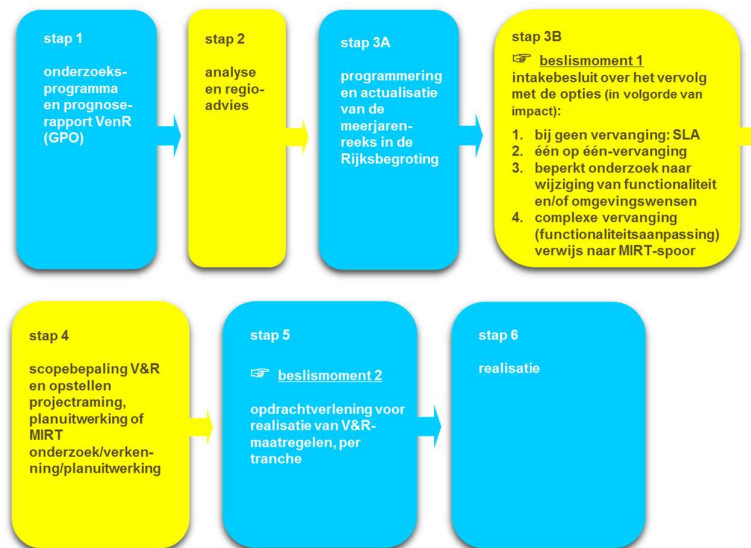 stap 1
onderzoeks-
programma
en prognose-
rapport VenR
(GPO)
stap 2
analyse
en regio-
advies
stap 3A
programmering
en actualisatie
van de
meerjaren-
reeks in de
Rijksbegroting
stap 3B
☞ beslismoment 1
intakebesluit over het vervolg
met de opties (in volgorde van
impact):
1. bij geen vervanging: SLA
2. één op één-vervanging
3. beperkt onderzoek naar
wijziging van functionaliteit
en/of omgevingswensen
4. complexe vervanging
(functionaliteitsaanpassing)
verwijs naar MIRT-spoor
stap 4
scopebepaling V&R
en opstellen
projectraming,
planuitwerking of
MIRT
onderzoek/verken-
ning/planuitwerking
stap 5
☞ beslismoment 2
opdrachtverlening voor
realisatie van V&R-
maatregelen, per
tranche
stap 6
realisatie